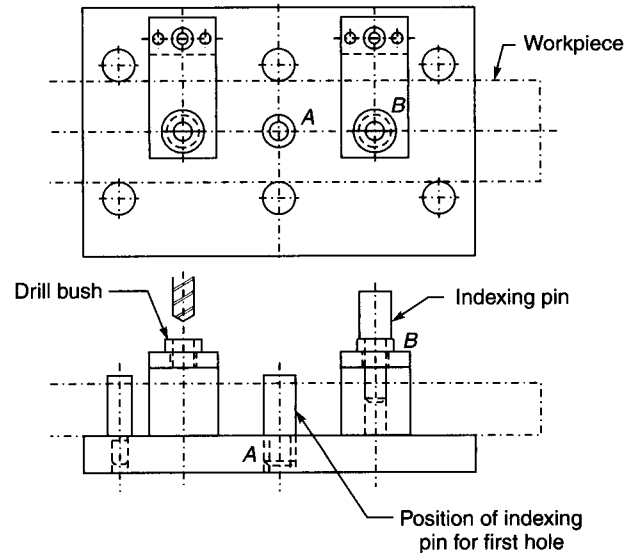 Workpiece
A
B
Drill bush
Indexing pin
B
A
Position of indexing
pin for first hole